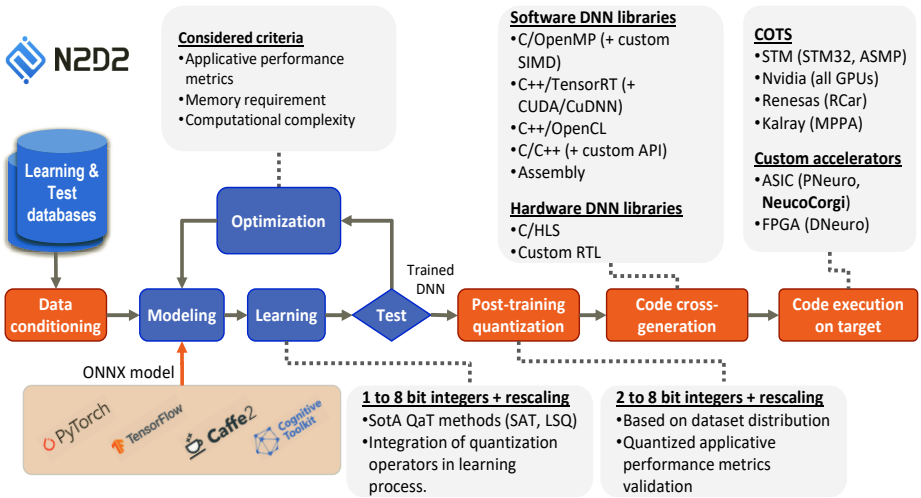 N2D2
Considered criteria
•Applicative performance
metrics
•Memory requirement
•Computational complexity
Software DNN libraries
•C/OpenMP (+ custom
SIMD)
•C++/TensorRT (+
CUDA/CuDNN)
•C++/OpenCL
•C/C++ (+ custom API)
•Assembly
Hardware DNN libraries
•C/HLS
•Custom RTL
COTS
•STM (STM32, ASMP)
•Nvidia (all GPUs)
•Renesas (RCar)
•Kalray (MPPA)
Custom accelerators
•ASIC (PNeuro,
NeucoCorgi)
•FPGA (DNeuro)
Learning &
Test
databases
Optimization
Trained
DNN
Data
conditioning
Modeling
Learning
Test
Post-training
quantization
Code cross-
generation
Code execution
on target
ONNX model
PyTorch
TensorFlow
Caffe2
Cognitive
Toolkit
1 to 8 bit integers + rescaling
•SotA QaT methods (SAT, LSQ)
•Integration of quantization
operators in learning
process.
2 to 8 bit integers + rescaling
•Based on dataset distribution
•Quantized applicative
performance metrics
validation